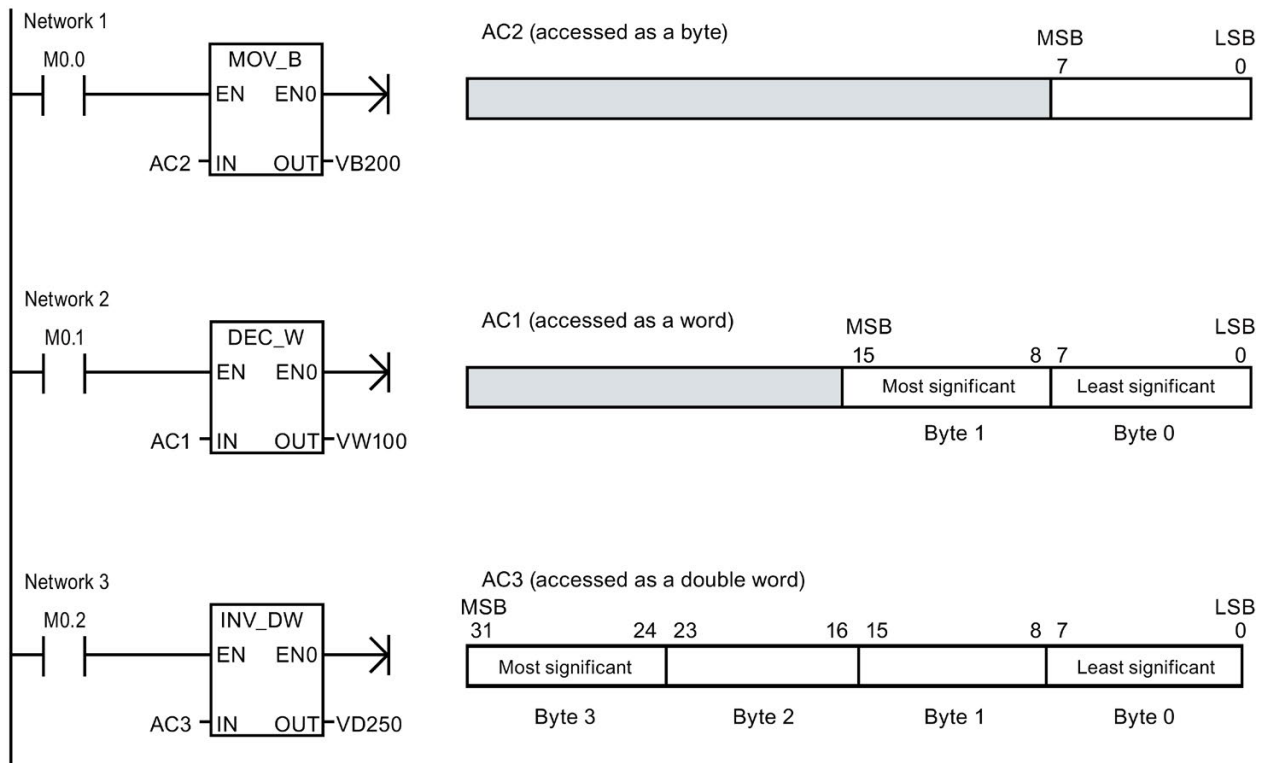 Network 1
M0.0
MOV_B
EN ENO
AC2 IN OUT VB200
AC2 (accessed as a byte)
MSB LSB
7 0
Network 2
M0.1
DEC_W
EN ENO
AC1 IN OUT VW100
AC1 (accessed as a word)
MSB LSB
15 8 7 0
Most significant Least significant
Byte 1 Byte 0
Network 3
M0.2
INV_DW
EN ENO
AC3 IN OUT VD250
AC3 (accessed as a double word)
MSB LSB
31 24 23 16 15 8 7 0
Most significant Least significant
Byte 3 Byte 2 Byte 1 Byte 0